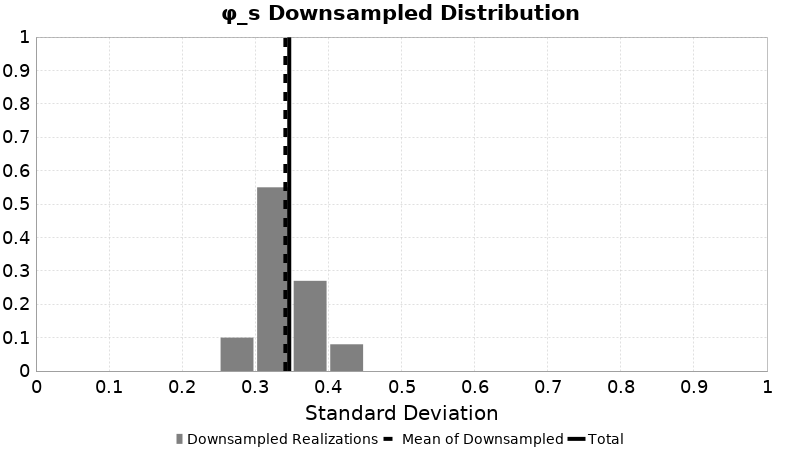 φ_s Downsampled Distribution
1
0.9
0.8
0.7
0.6
0.5
0.4
0.3
0.2
0.1
0
0 0.1 0.2 0.3 0.4 0.5 0.6 0.7 0.8 0.9 1
Standard Deviation
Downsampled Realizations Mean of Downsampled Total